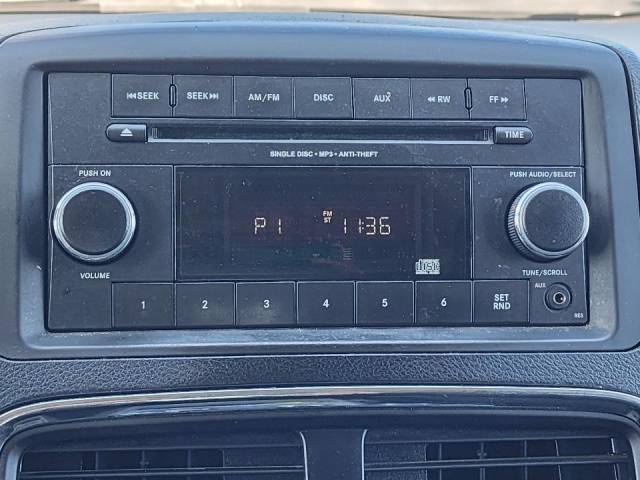 ⏮SEEK SEEK⏭ AM/FM DISC AUX ◀◀RW FF▶▶
TIME
SINGLE DISC • MP3 • ANTI-THEFT
PUSH ON
PUSH AUDIO/SELECT
FM
P1 ST 11:36
VOLUME
DISC
TUNE/SCROLL
1 2 3 4 5 6 SET RND
AUX
RES